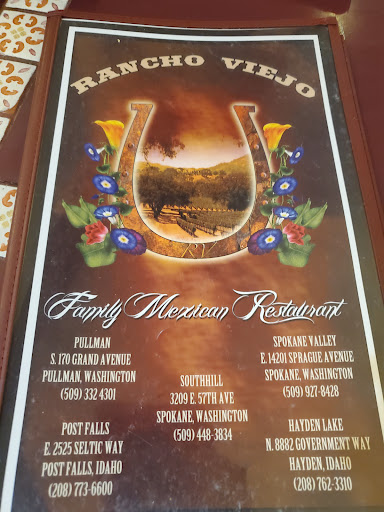 RANCHO VIEJO
Family Mexican Restaurant
PULLMAN
S. 170 GRAND AVENUE
PULLMAN, WASHINGTON
(509) 332 4301
SPOKANE VALLEY
E. 14201 SPRAGUE AVENUE
SPOKANE, WASHINGTON
(509) 927-8428
SOUTHHILL
3209 E. 57TH AVE
SPOKANE, WASHINGTON
(509) 448-3834
POST FALLS
E. 2525 SELTIC WAY
POST FALLS, IDAHO
(208) 773-6600
HAYDEN LAKE
N. 8882 GOVERNMENT WAY
HAYDEN, IDAHO
(208) 762-3310